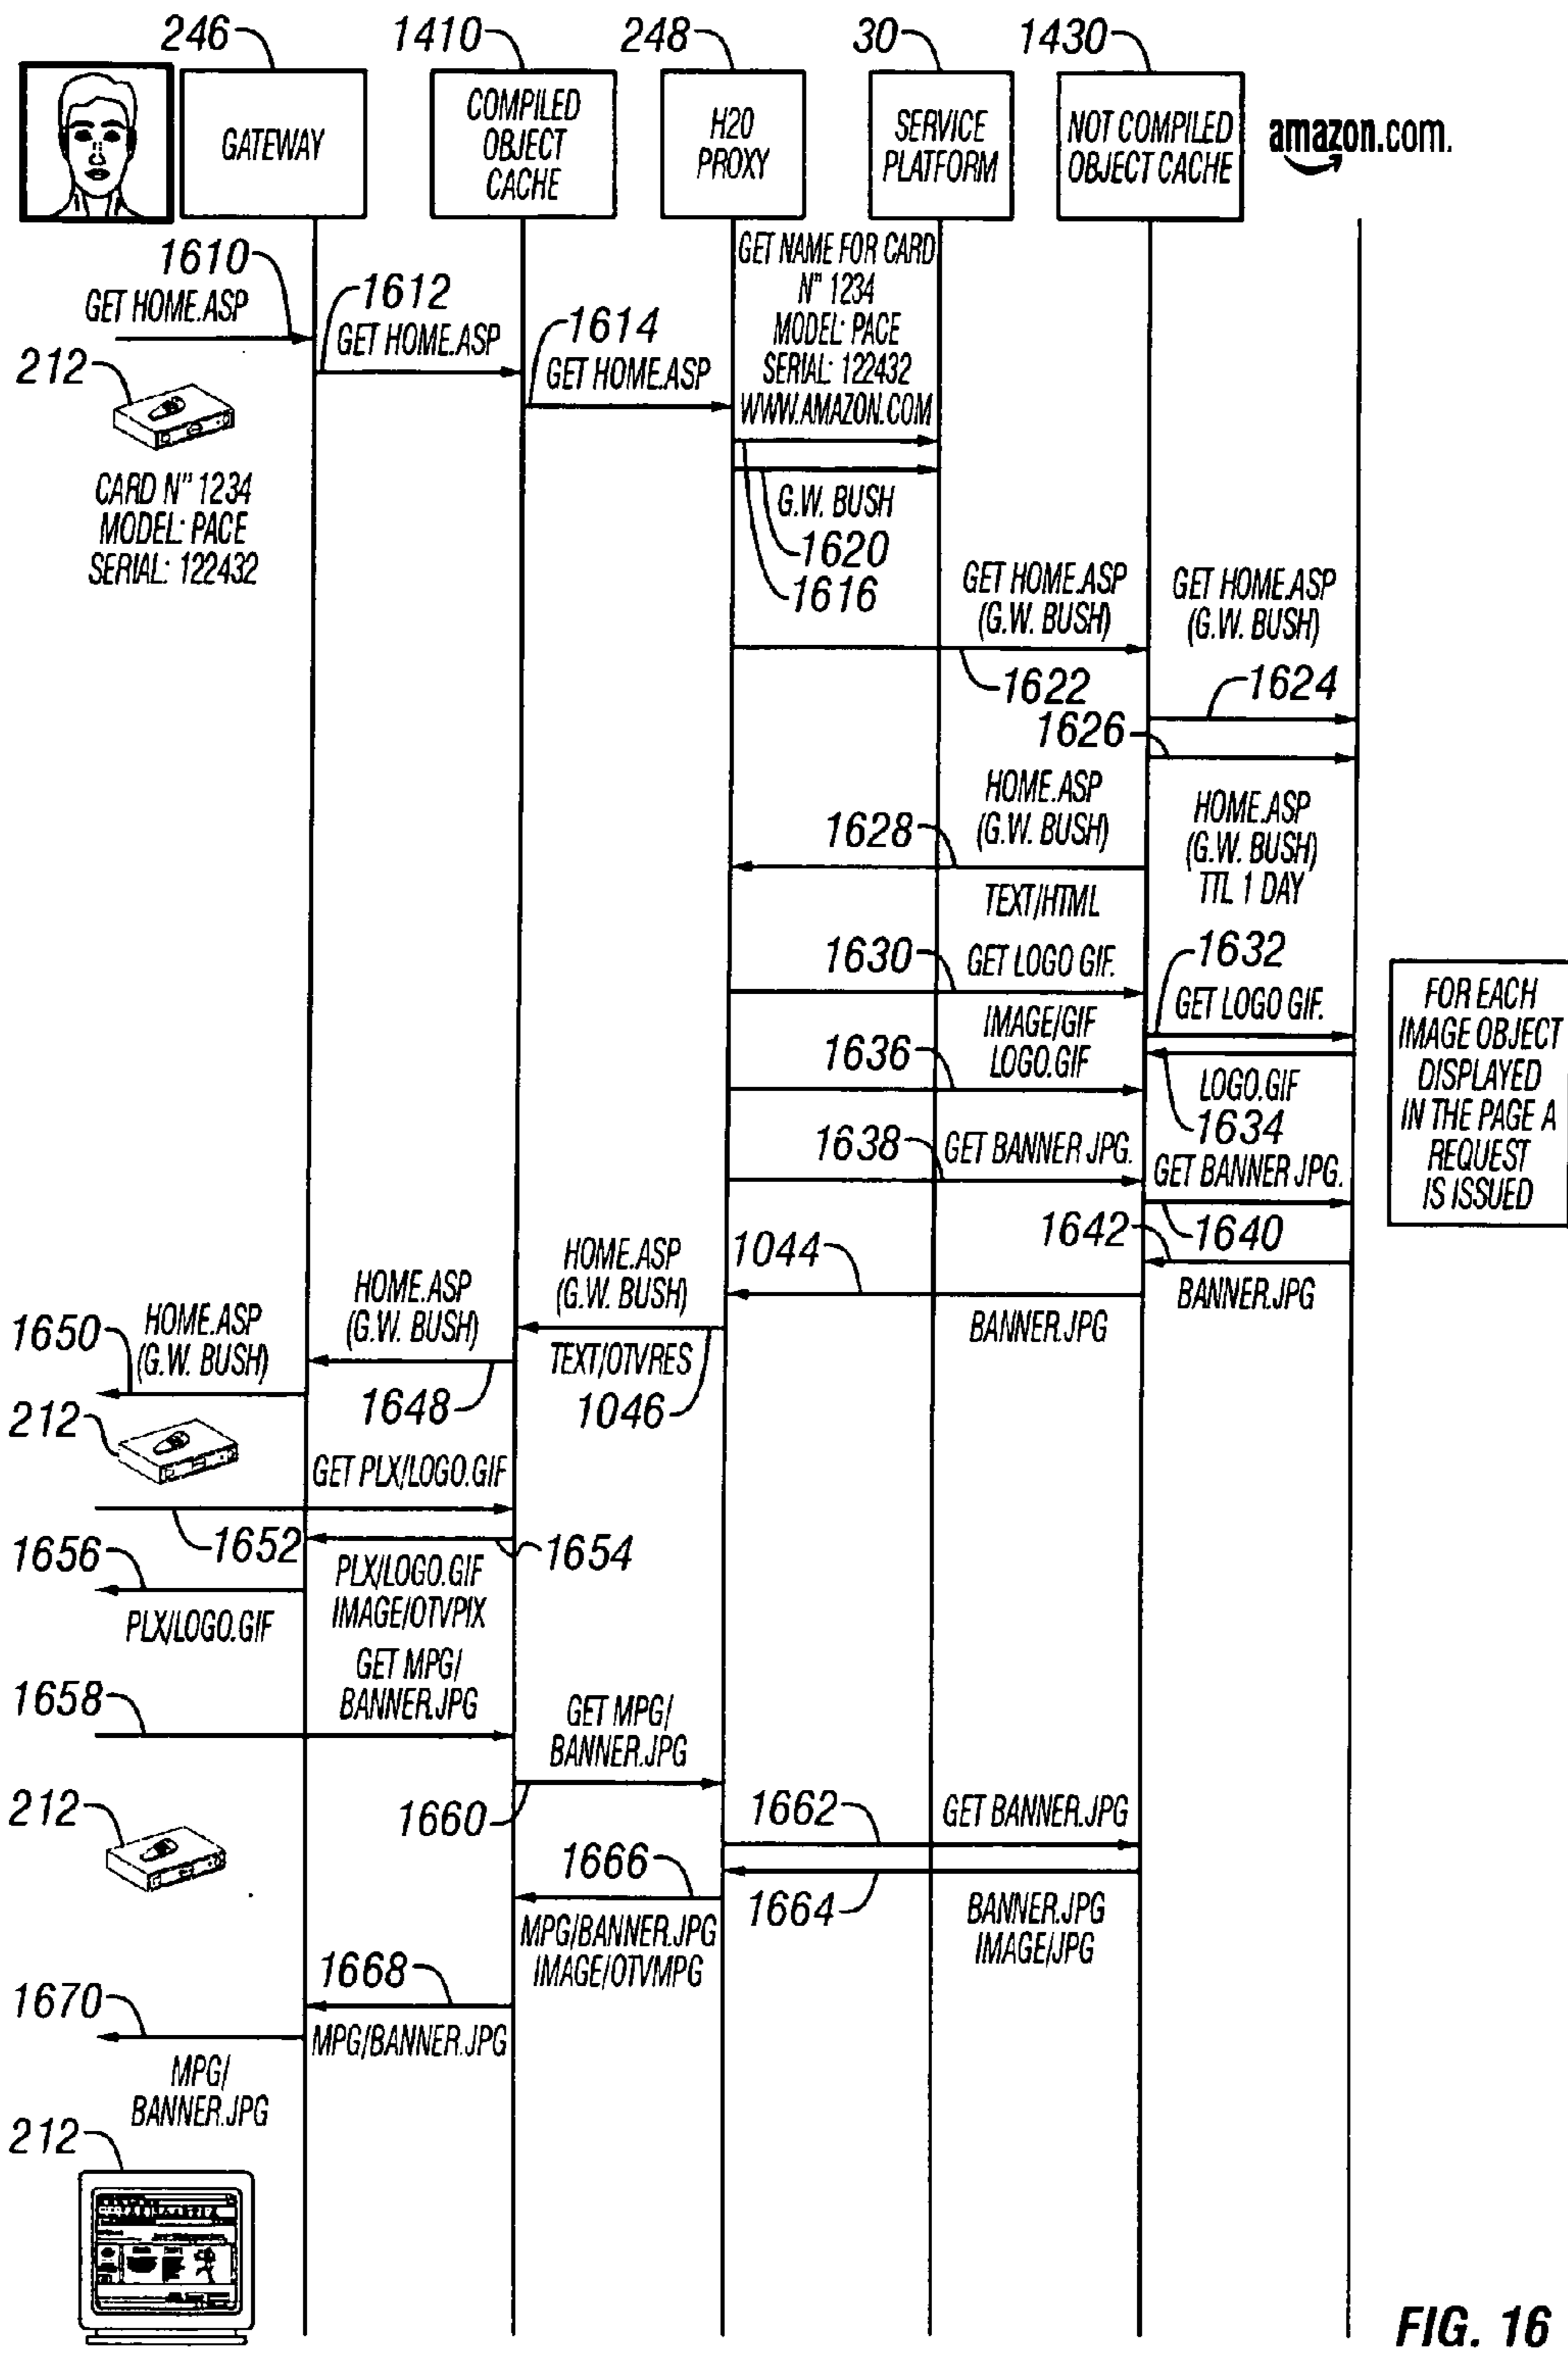 246
1410
248
30
1430
GATEWAY
COMPILED
OBJECT
CACHE
H20
PROXY
SERVICE
PLATFORM
NOT COMPILED
OBJECT CACHE
amazon.com.
1610
GET HOME.ASP
1612
GET HOME.ASP
1614
GET HOME.ASP
GET NAME FOR CARD
N" 1234
MODEL: PACE
SERIAL: 122432
WWW.AMAZON.COM
212
CARD N" 1234
MODEL: PACE
SERIAL: 122432
G.W. BUSH
1620
1616
GET HOME.ASP
(G.W. BUSH)
GET HOME.ASP
(G.W. BUSH)
1622
1624
1626
HOME.ASP
(G.W. BUSH)
1628
HOME.ASP
(G.W. BUSH)
TTL 1 DAY
TEXT/HTML
1630
GET LOGO GIF.
1632
GET LOGO GIF.
IMAGE/GIF
LOGO.GIF
1636
LOGO.GIF
1634
1638
GET BANNER JPG.
GET BANNER JPG.
FOR EACH
IMAGE OBJECT
DISPLAYED
IN THE PAGE A
REQUEST
IS ISSUED
1642
1640
1044
BANNER.JPG
BANNER.JPG
HOME.ASP
(G.W. BUSH)
HOME.ASP
(G.W. BUSH)
1650
HOME.ASP
(G.W. BUSH)
TEXT/OTVRES
1648
1046
212
GET PLX/LOGO.GIF
1652
1654
1656
PLX/LOGO.GIF
IMAGE/OTVPIX
PLX/LOGO.GIF
GET MPG/
BANNER.JPG
1658
GET MPG/
BANNER.JPG
212
1660
1662
GET BANNER.JPG
1666
1664
BANNER.JPG
IMAGE/JPG
MPG/BANNER.JPG
IMAGE/OTVMPG
1668
1670
MPG/BANNER.JPG
MPG/
BANNER.JPG
212
FIG. 16